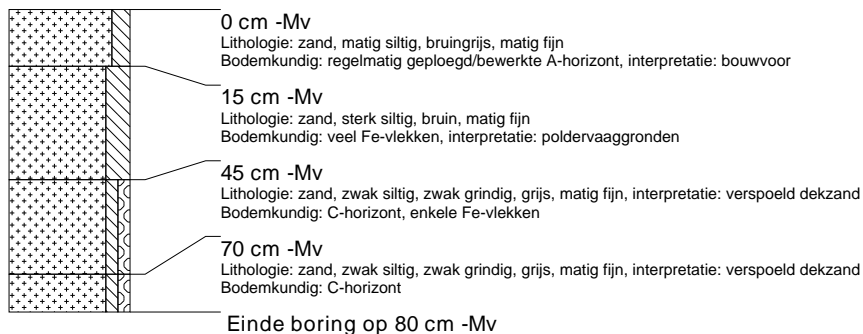 0 cm -Mv
Lithologie: zand, matig siltig, bruingrijs, matig fijn
Bodemkundig: regelmatig geploegd/bewerkte A-horizont, interpretatie: bouwvoor
15 cm -Mv
Lithologie: zand, sterk siltig, bruin, matig fijn
Bodemkundig: veel Fe-vlekken, interpretatie: poldervaaggronden
45 cm -Mv
Lithologie: zand, zwak siltig, zwak grindig, grijs, matig fijn, interpretatie: verspoeld dekzand
Bodemkundig: C-horizont, enkele Fe-vlekken
70 cm -Mv
Lithologie: zand, zwak siltig, zwak grindig, grijs, matig fijn, interpretatie: verspoeld dekzand
Bodemkundig: C-horizont
Einde boring op 80 cm -Mv